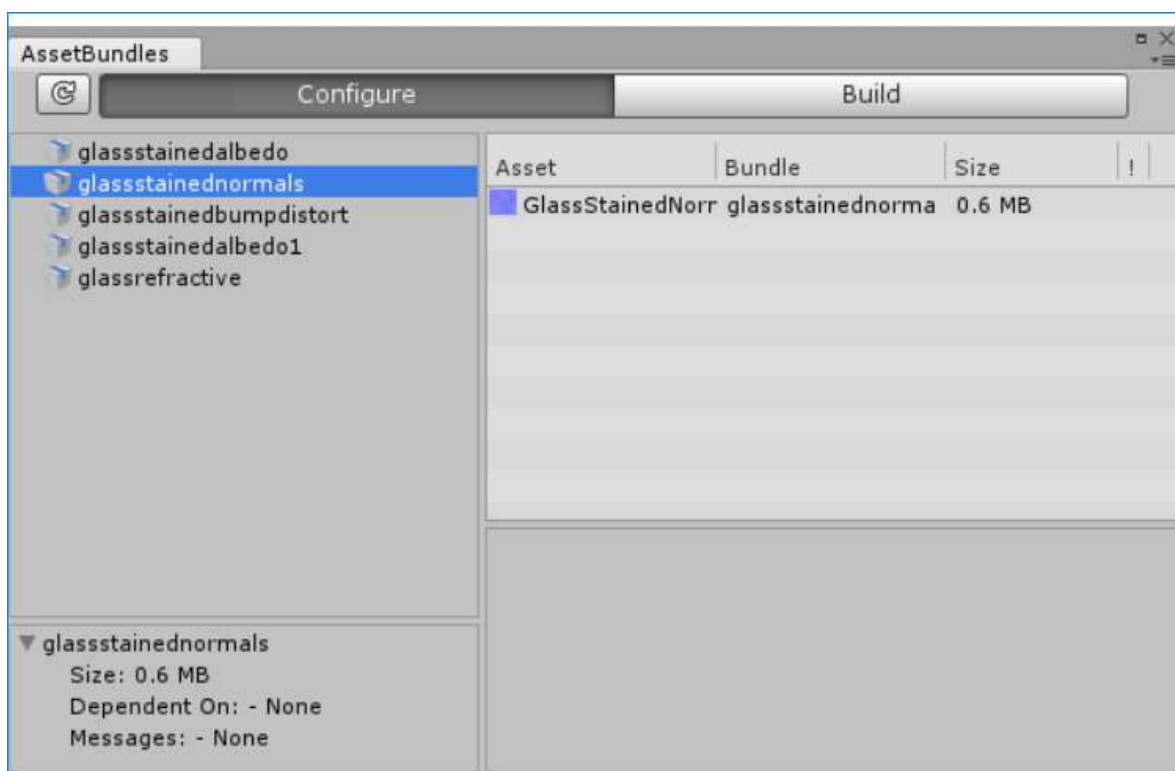 AssetBundles
Configure
Build
glassstainedalbedo
glassstainednormals
glassstainedbumpdistort
glassstainedalbedo1
glassrefractive
Asset Bundle Size !
GlassStainedNorr glassstainednorma 0.6 MB
glassstainednormals
Size: 0.6 MB
Dependent On: - None
Messages: - None